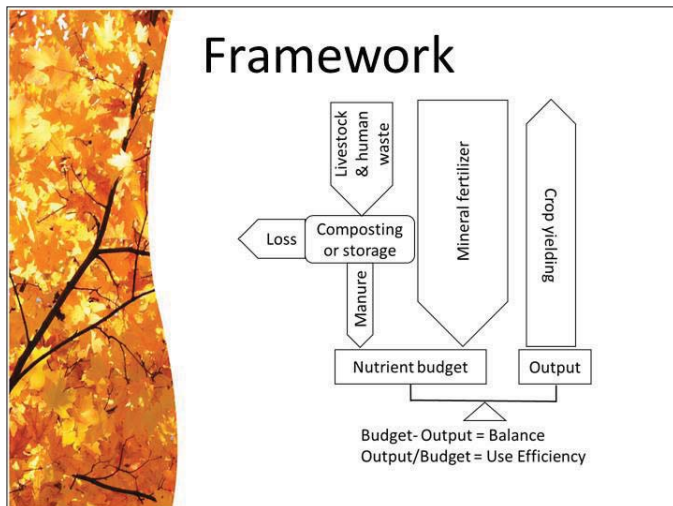 Framework
Livestock
& human
waste
Mineral fertilizer
Crop yielding
Loss
Composting
or storage
Manure
Nutrient budget
Output
Budget- Output = Balance
Output/Budget = Use Efficiency